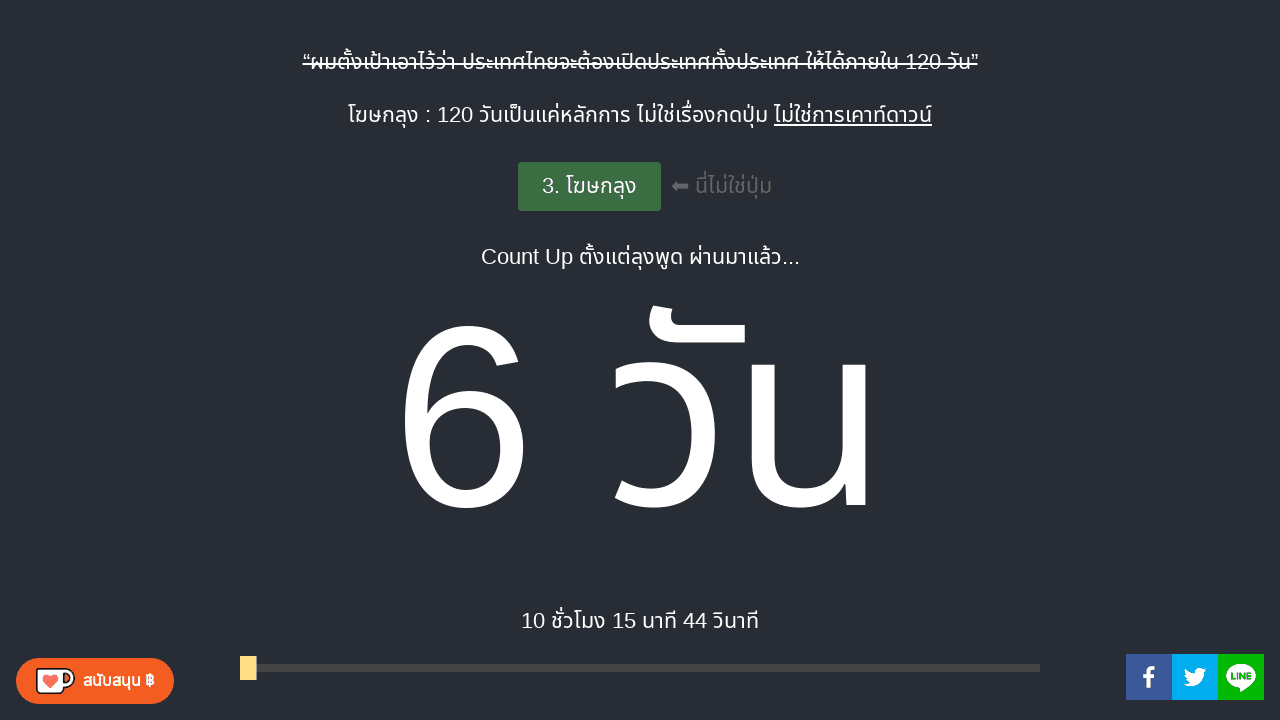 “ผมตั้งเป้าเอาไว้ว่า ประเทศไทยจะต้องเปิดประเทศทั้งประเทศ ให้ได้ภายใน 120 วัน”
โฆษกลุง : 120 วันเป็นแค่หลักการ ไม่ใช่เรื่องกดปุ่ม ไม่ใช่การเคาท์ดาวน์
3. โฆษกลุง ⬅ นี่ไม่ใช่ปุ่ม
Count Up ตั้งแต่ลุงพูด ผ่านมาแล้ว...
6 วัน
10 ชั่วโมง 15 นาที 44 วินาที
สนับสนุน ฿
LINE